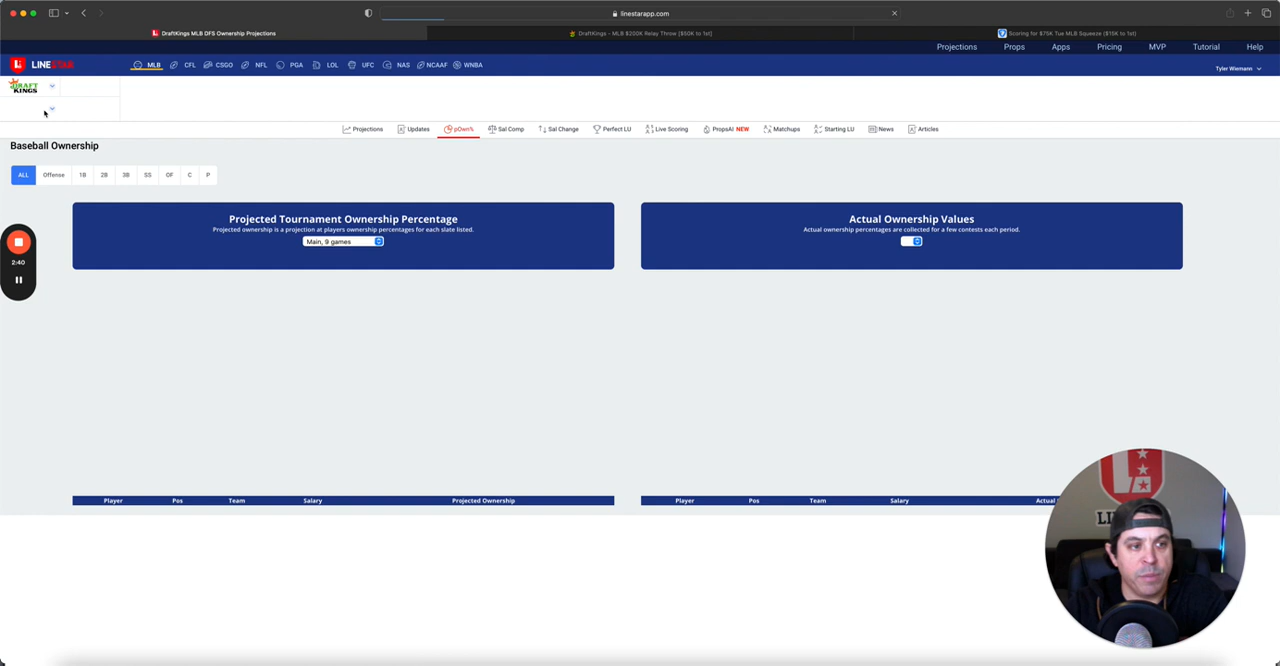 linestarapp.com
DraftKings MLB DFS Ownership Projections
DraftKings - MLB $200K Relay Throw [$50K to 1st]
Scoring for $75K Tue MLB Squeeze ($15K to 1st)
Projections Props Apps Pricing MVP Tutorial Help
LINESTAR MLB CFL CSGO NFL PGA LOL UFC NAS NCAAF WNBA
Tyler Wiemann
DRAFT KINGS
Projections Updates pOwn% Sal Comp Sal Change Perfect LU Live Scoring PropsAI NEW Matchups Starting LU News Articles
Baseball Ownership
ALL Offense 1B 2B 3B SS OF C P
Projected Tournament Ownership Percentage
Projected ownership is a projection at players ownership percentages for each slate listed.
Main, 9 games
Actual Ownership Values
Actual ownership percentages are collected for a few contests each period.
2:40
Player Pos Team Salary Projected Ownership
Player Pos Team Salary Actual